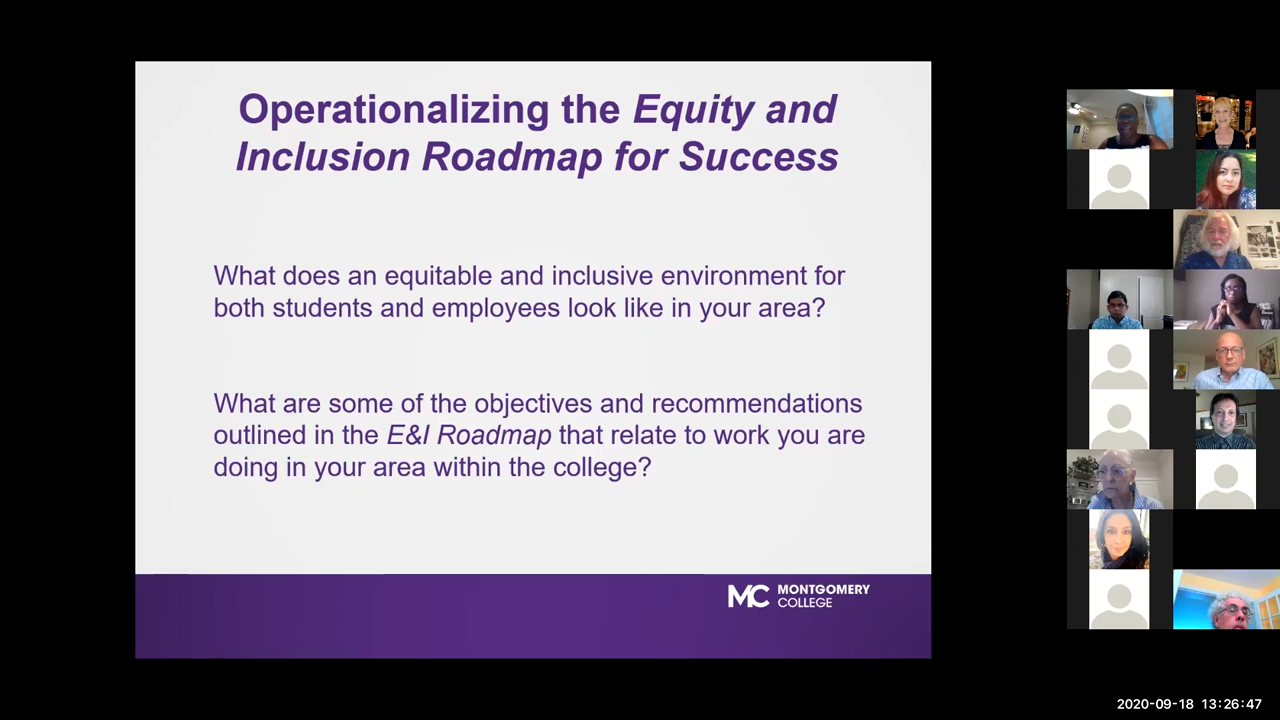 Operationalizing the Equity and
Inclusion Roadmap for Success
What does an equitable and inclusive environment for
both students and employees look like in your area?
What are some of the objectives and recommendations
outlined in the E&I Roadmap that relate to work you are
doing in your area within the college?
MC MONTGOMERY
COLLEGE
2020-09-18 13:26:47